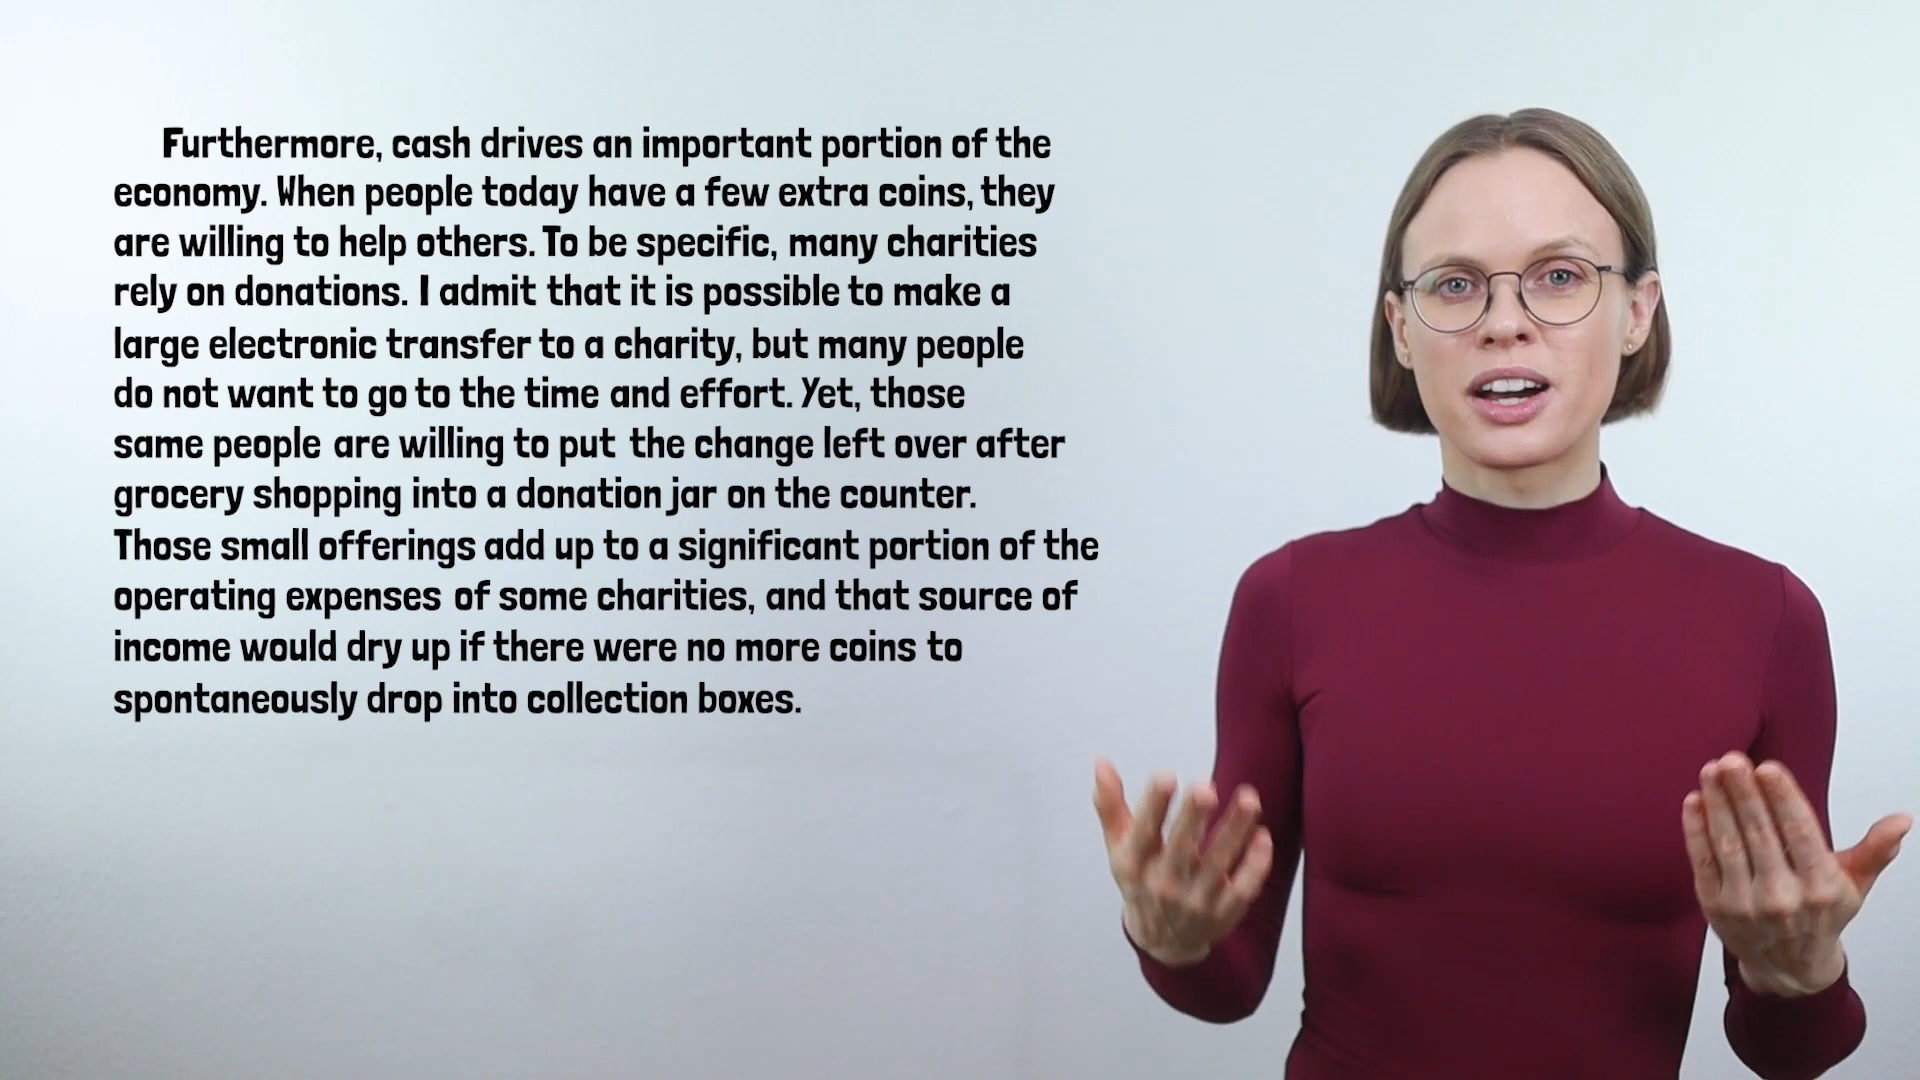 Furthermore, cash drives an important portion of the
economy. When people today have a few extra coins, they
are willing to help others. To be specific, many charities
rely on donations. I admit that it is possible to make a
large electronic transfer to a charity, but many people
do not want to go to the time and effort. Yet, those
same people are willing to put the change left over after
grocery shopping into a donation jar on the counter.
Those small offerings add up to a significant portion of the
operating expenses of some charities, and that source of
income would dry up if there were no more coins to
spontaneously drop into collection boxes.